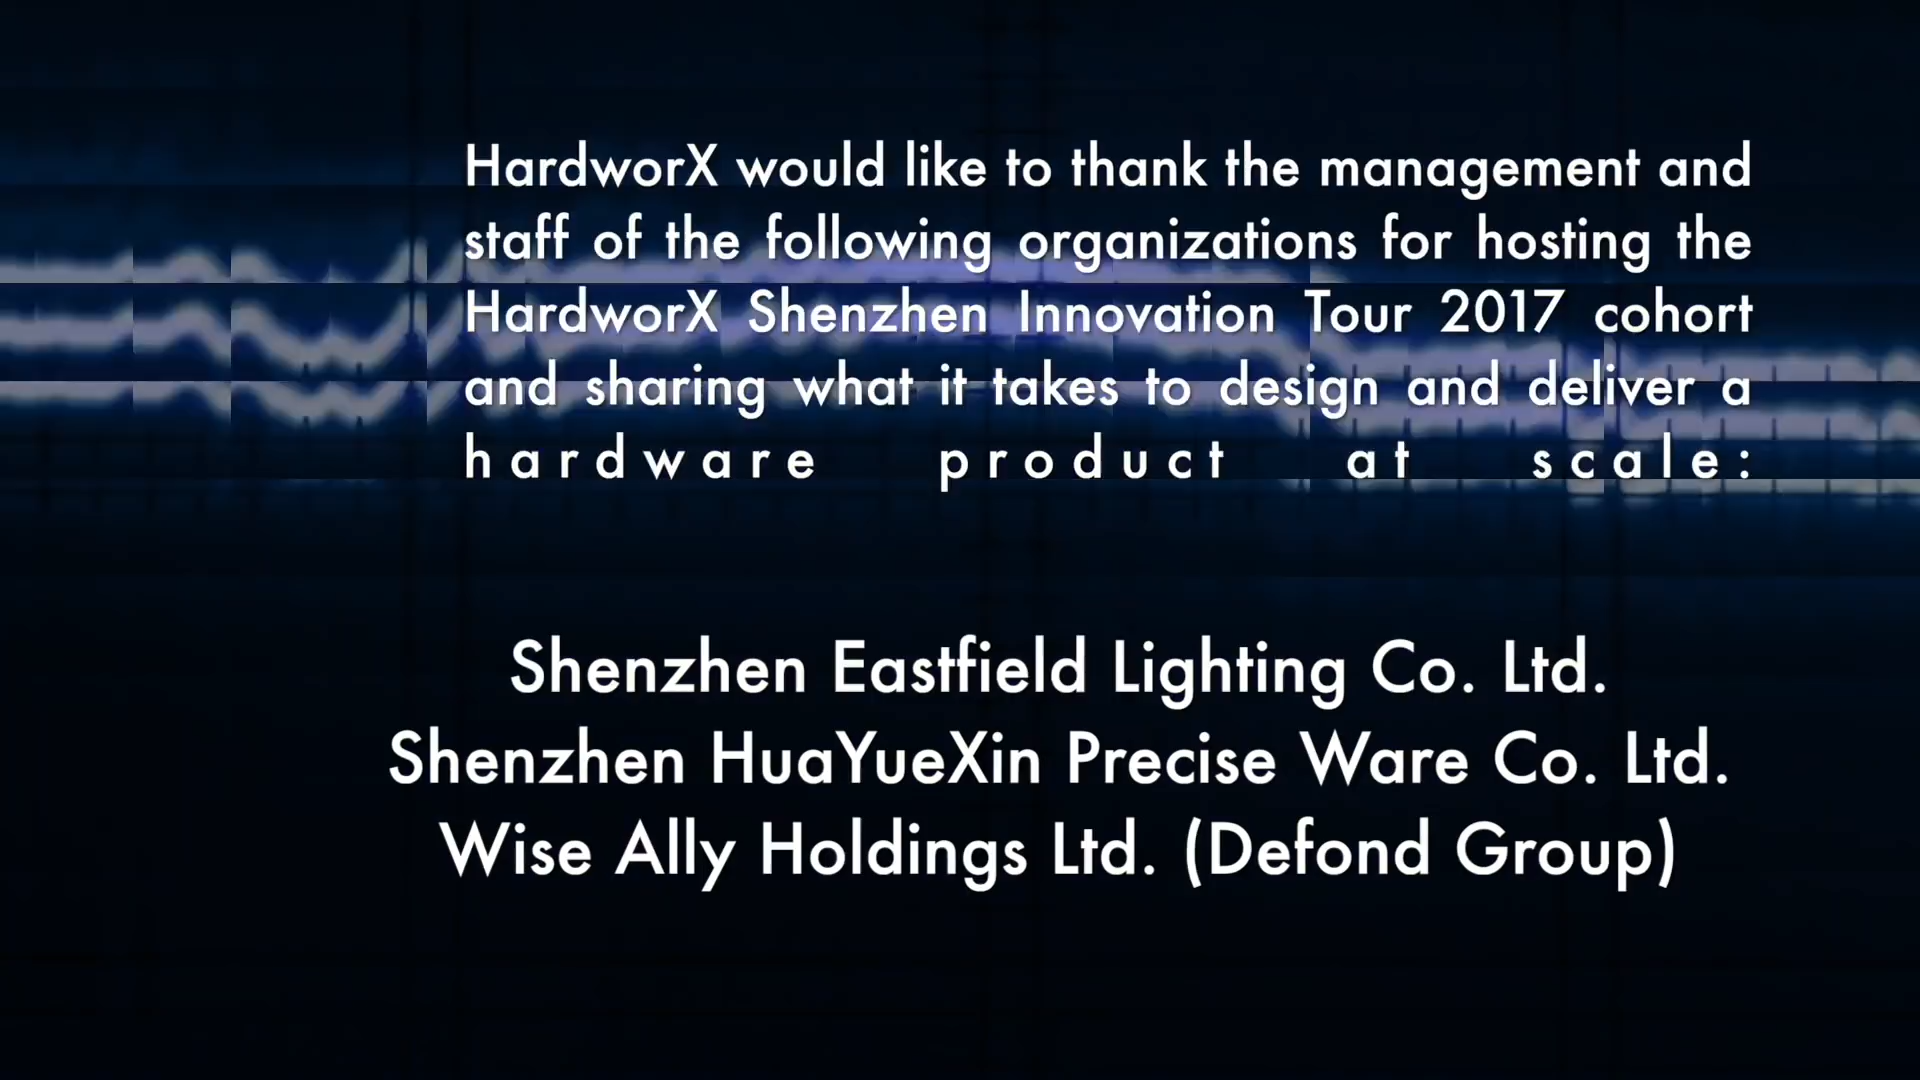 HardworX would like to thank the management and
staff of the following organizations for hosting the
HardworX Shenzhen Innovation Tour 2017 cohort
and sharing what it takes to design and deliver a
hardware product at scale:
Shenzhen Eastfield Lighting Co. Ltd.
Shenzhen HuaYueXin Precise Ware Co. Ltd.
Wise Ally Holdings Ltd. (Defond Group)